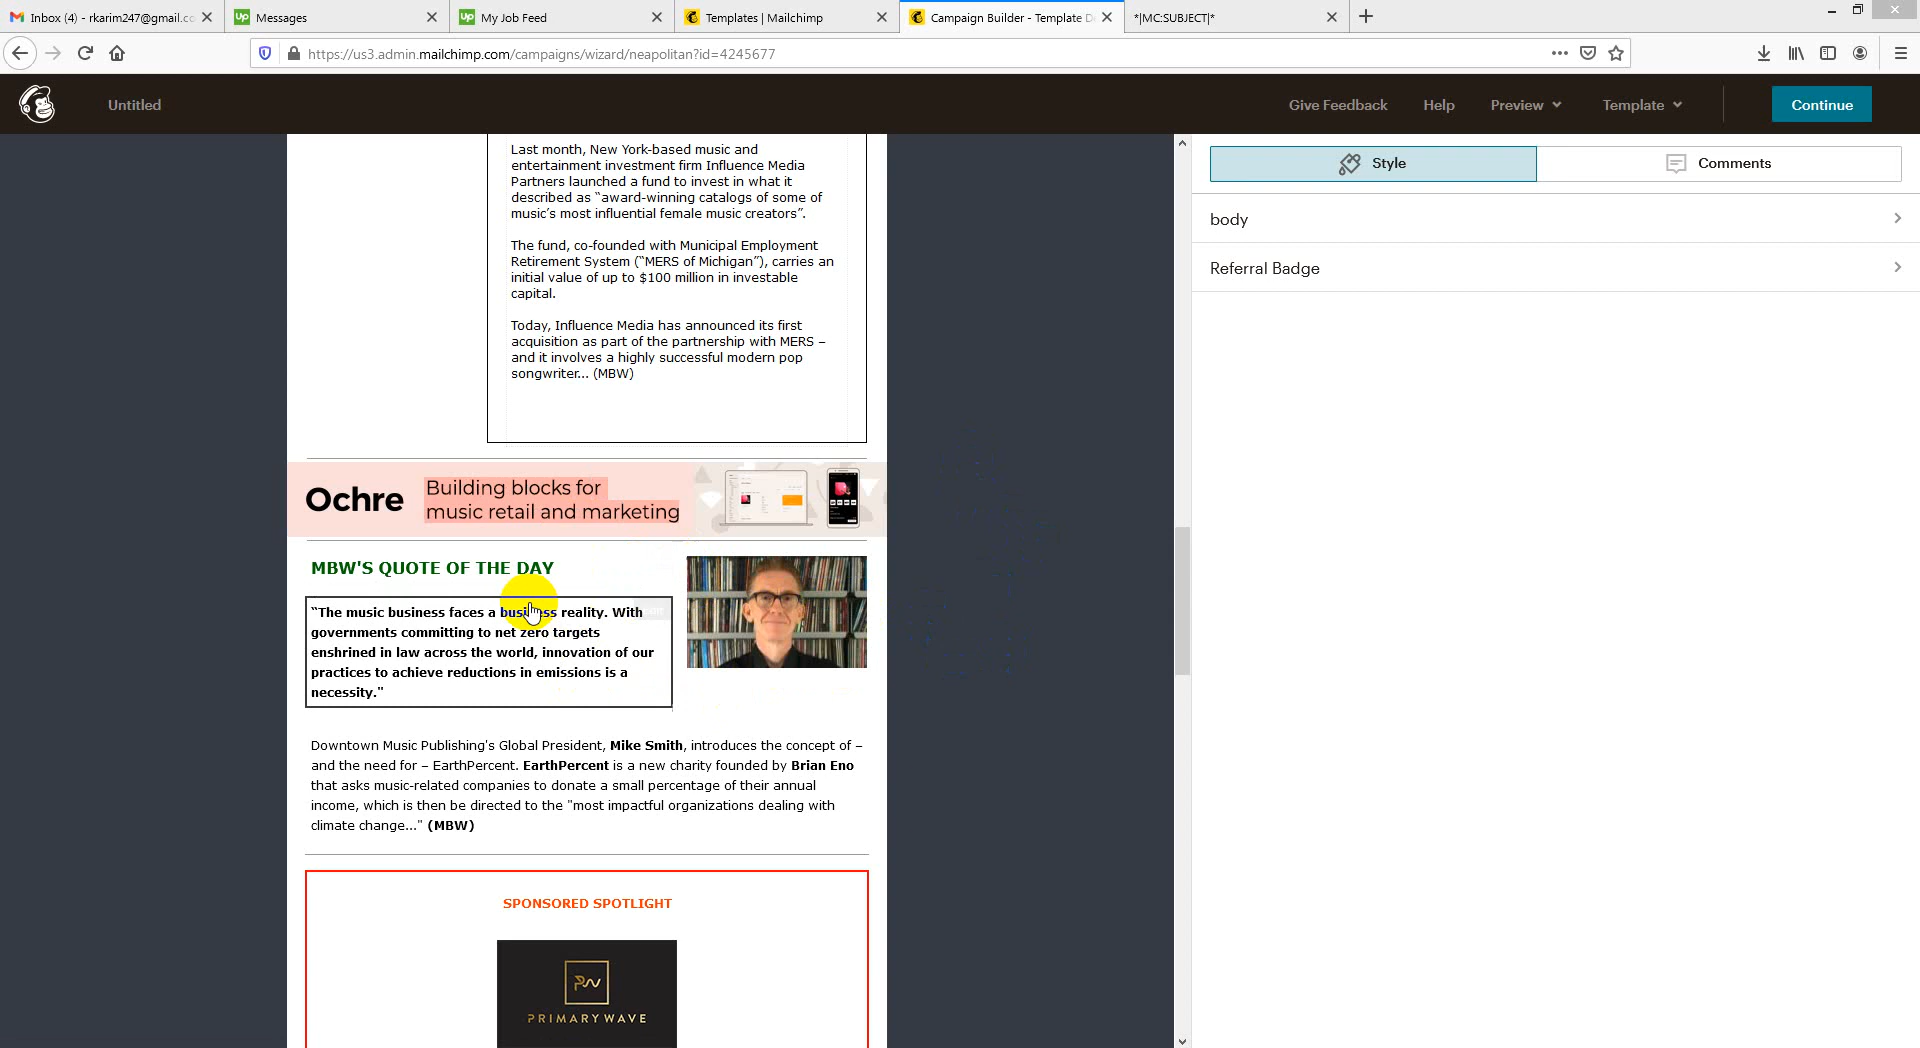 Inbox (4) - rkarim247@gmail.co
Messages
My Job Feed
Templates | Mailchimp
Campaign Builder - Template D
*|MC:SUBJECT|*
https://us3.admin.mailchimp.com/campaigns/wizard/neapolitan?id=4245677
Untitled
Give Feedback
Help
Preview
Template
Continue
Style
Comments
body
Referral Badge
Last month, New York-based music and
entertainment investment firm Influence Media
Partners launched a fund to invest in what it
described as “award-winning catalogs of some of
music’s most influential female music creators”.
The fund, co-founded with Municipal Employment
Retirement System (“MERS of Michigan”), carries an
initial value of up to $100 million in investable
capital.
Today, Influence Media has announced its first
acquisition as part of the partnership with MERS –
and it involves a highly successful modern pop
songwriter... (MBW)
Ochre
Building blocks for
music retail and marketing
MBW'S QUOTE OF THE DAY
“The music business faces a business reality. With
governments committing to net zero targets
enshrined in law across the world, innovation of our
practices to achieve reductions in emissions is a
necessity."
Downtown Music Publishing's Global President, Mike Smith, introduces the concept of –
and the need for – EarthPercent. EarthPercent is a new charity founded by Brian Eno
that asks music-related companies to donate a small percentage of their annual
income, which is then be directed to the "most impactful organizations dealing with
climate change..." (MBW)
SPONSORED SPOTLIGHT
PW
PRIMARY WAVE